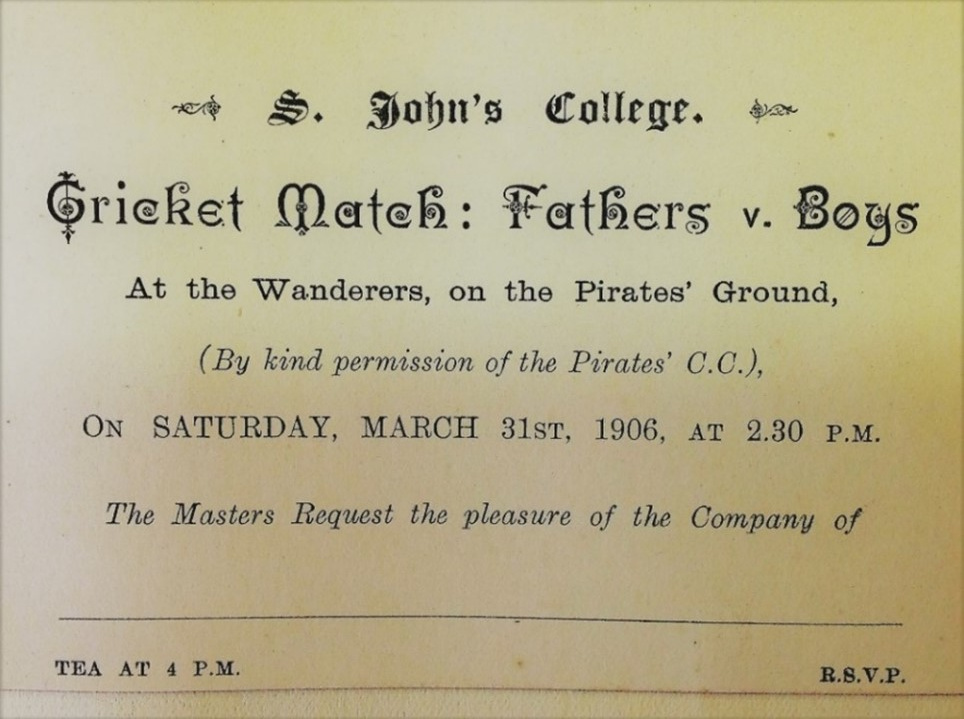 S. John's College.
Cricket Match: Fathers v. Boys
At the Wanderers, on the Pirates' Ground,
(By kind permission of the Pirates' C.C.),
On SATURDAY, MARCH 31ST, 1906, AT 2.30 P.M.
The Masters Request the pleasure of the Company of
TEA AT 4 P.M. R.S.V.P.